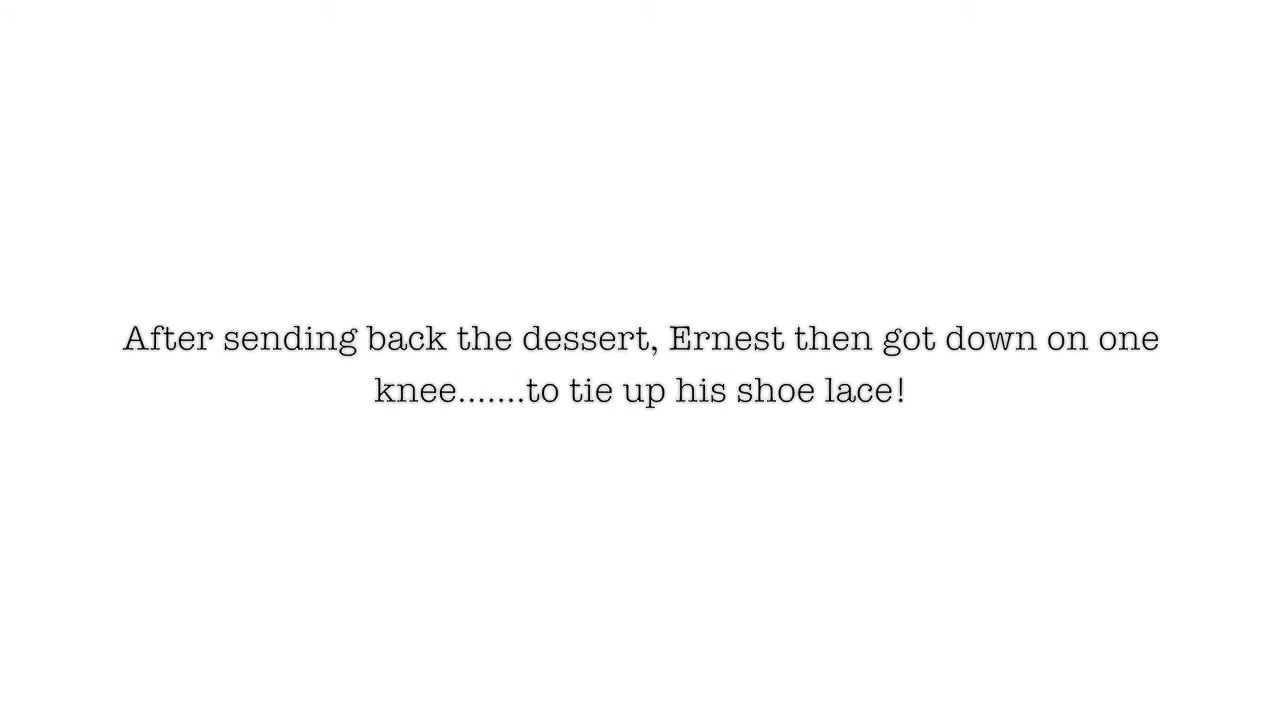 After sending back the dessert, Ernest then got down on one
knee.......to tie up his shoe lace!